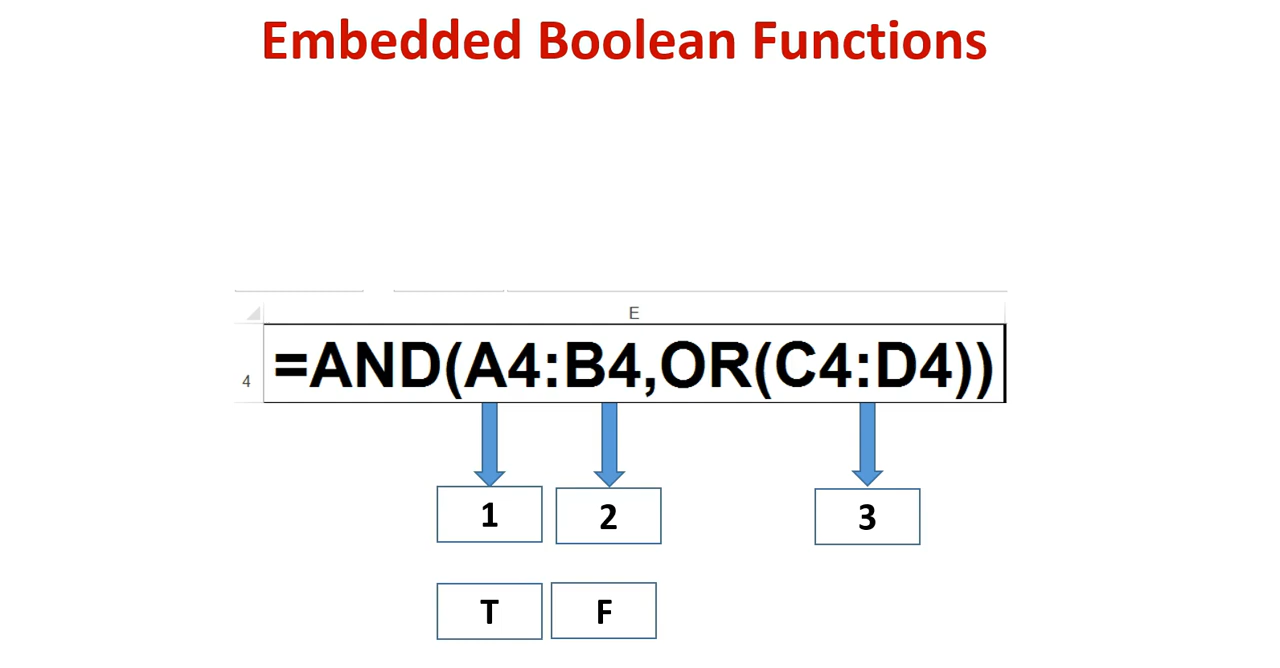 Embedded Boolean Functions
E
4 =AND(A4:B4,OR(C4:D4))
1 2 3
T F